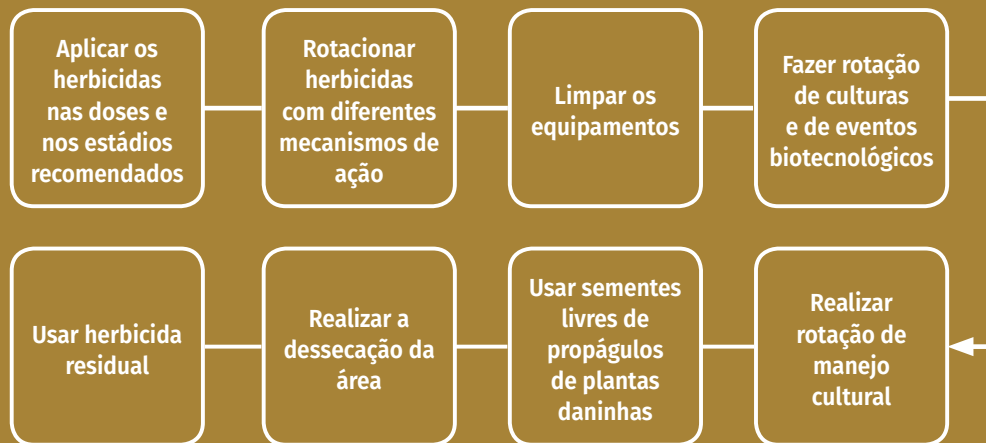 Aplicar os
herbicidas
nas doses e
nos estádios
recomendados
Rotacionar
herbicidas
com diferentes
mecanismos de
ação
Limpar os
equipamentos
Fazer rotação
de culturas
e de eventos
biotecnológicos
Realizar
rotação de
manejo
cultural
Usar sementes
livres de
propágulos
de plantas
daninhas
Realizar a
dessecação da
área
Usar herbicida
residual